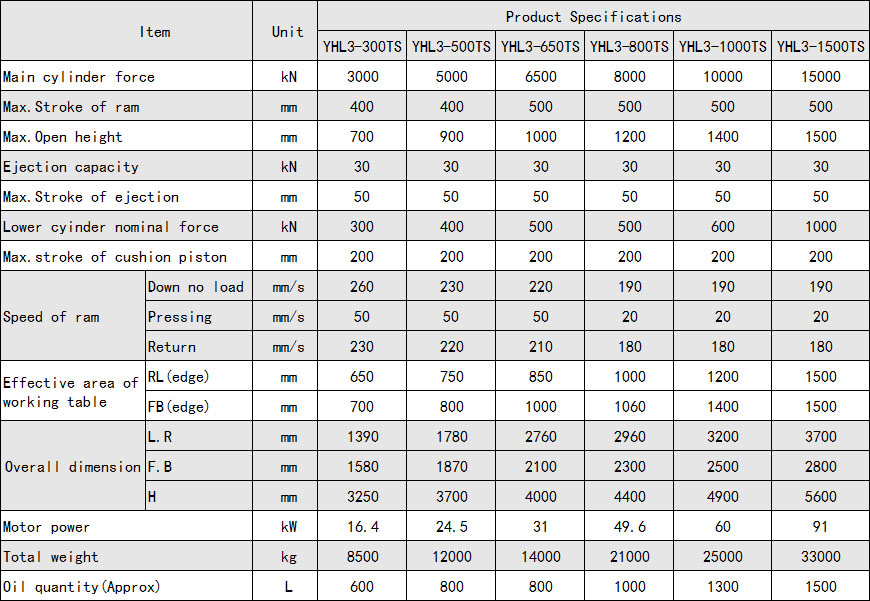 Item Unit Product Specifications
YHL3-300TS YHL3-500TS YHL3-650TS YHL3-800TS YHL3-1000TS YHL3-1500TS
Main cylinder force kN 3000 5000 6500 8000 10000 15000
Max.Stroke of ram mm 400 400 500 500 500 500
Max.Open height mm 700 900 1000 1200 1400 1500
Ejection capacity kN 30 30 30 30 30 30
Max.Stroke of ejection mm 50 50 50 50 50 50
Lower cyinder nominal force kN 300 400 500 500 600 1000
Max.stroke of cushion piston mm 200 200 200 200 200 200
Speed of ram Down no load mm/s 260 230 220 190 190 190
Pressing mm/s 50 50 50 20 20 20
Return mm/s 230 220 210 180 180 180
Effective area of
working table
RL(edge) mm 650 750 850 1000 1200 1500
FB(edge) mm 700 800 1000 1060 1400 1500
Overall dimension L.R mm 1390 1780 2760 2960 3200 3700
F.B mm 1580 1870 2100 2300 2500 2800
H mm 3250 3700 4000 4400 4900 5600
Motor power kW 16.4 24.5 31 49.6 60 91
Total weight kg 8500 12000 14000 21000 25000 33000
Oil quantity(Approx) L 600 800 800 1000 1300 1500